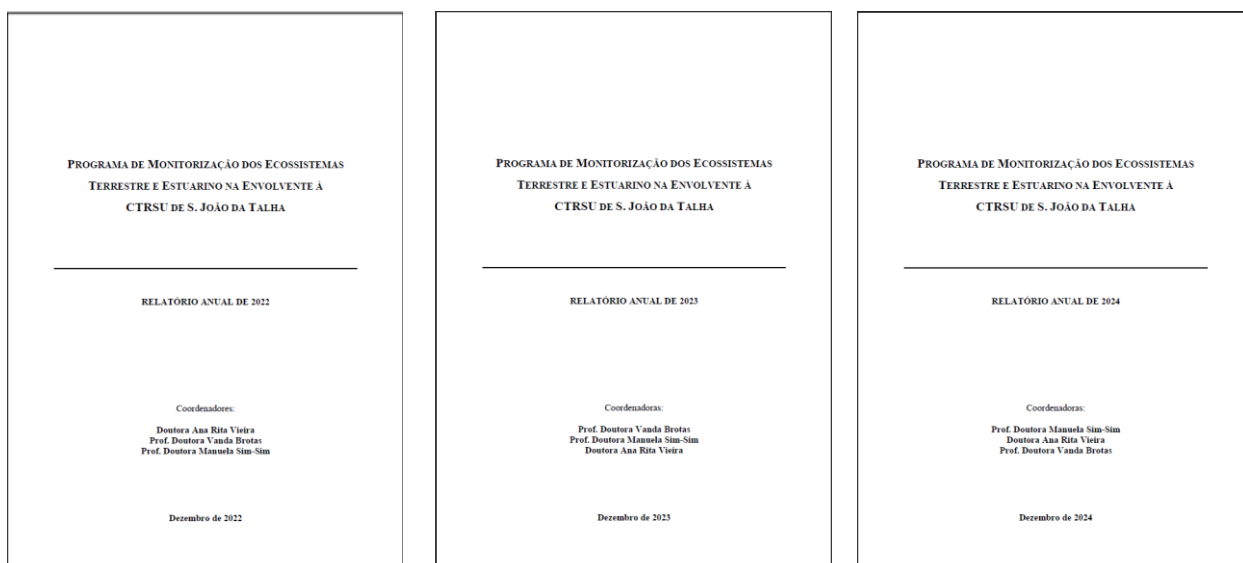 PROGRAMA DE MONITORIZAÇÃO DOS ECOSSISTEMAS
TERRESTRE E ESTUARINO NA ENVOLVENTE À
CTRSU DE S. JOÃO DA TALHA
RELATÓRIO ANUAL DE 2022
Coordenadores:
Doutora Ana Rita Vieira
Prof. Doutora Vanda Brotas
Prof. Doutora Manuela Sim-Sim
Dezembro de 2022
PROGRAMA DE MONITORIZAÇÃO DOS ECOSSISTEMAS
TERRESTRE E ESTUARINO NA ENVOLVENTE À
CTRSU DE S. JOÃO DA TALHA
RELATÓRIO ANUAL DE 2023
Coordenadoras:
Prof. Doutora Vanda Brotas
Prof. Doutora Manuela Sim-Sim
Doutora Ana Rita Vieira
Dezembro de 2023
PROGRAMA DE MONITORIZAÇÃO DOS ECOSSISTEMAS
TERRESTRE E ESTUARINO NA ENVOLVENTE À
CTRSU DE S. JOÃO DA TALHA
RELATÓRIO ANUAL DE 2024
Coordenadoras:
Prof. Doutora Manuela Sim-Sim
Doutora Ana Rita Vieira
Prof. Doutora Vanda Brotas
Dezembro de 2024